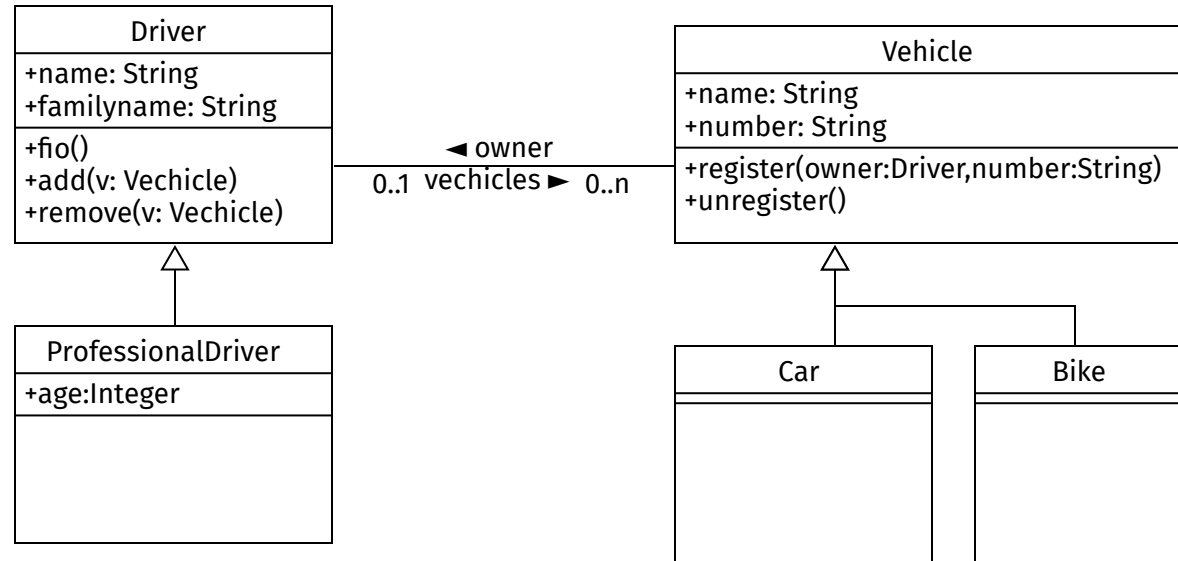 Driver
+name: String
+familyname: String
+fio()
+add(v: Vechicle)
+remove(v: Vechicle)
◄ owner
0..1 vechicles ► 0..n
Vehicle
+name: String
+number: String
+register(owner:Driver,number:String)
+unregister()
ProfessionalDriver
+age:Integer
Car
Bike